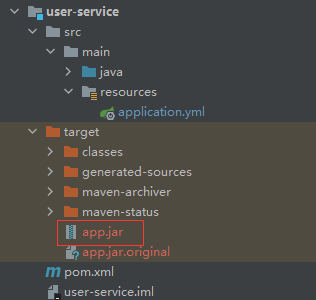 user-service
src
main
java
resources
application.yml
target
classes
generated-sources
maven-archiver
maven-status
app.jar
app.jar.original
pom.xml
user-service.iml